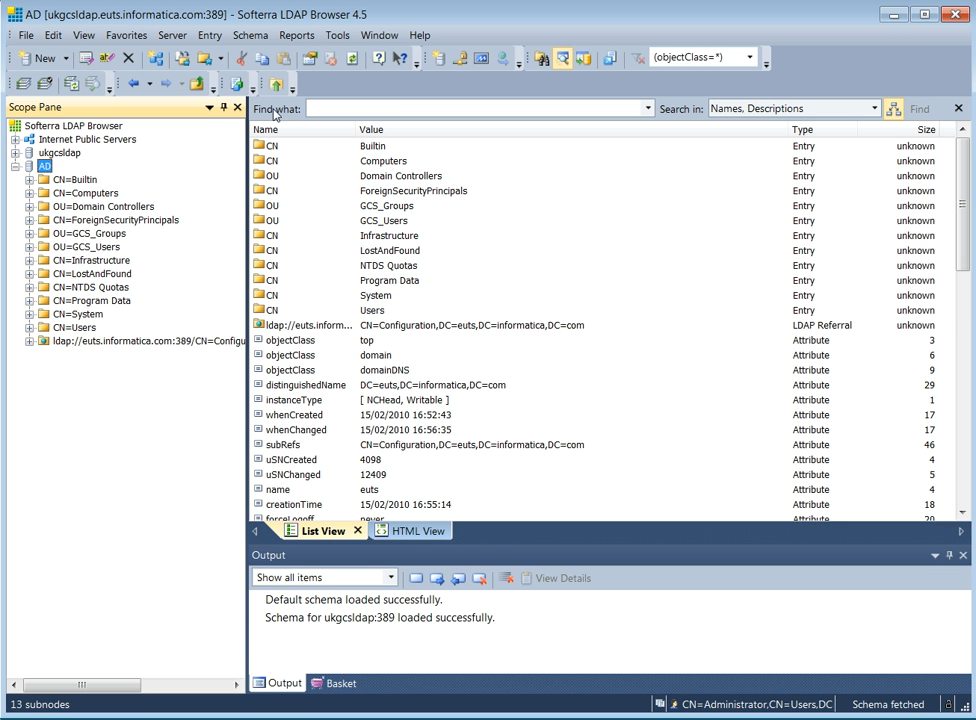 AD [ukgcsldap.euts.informatica.com:389] - Softerra LDAP Browser 4.5
File Edit View Favorites Server Entry Schema Reports Tools Window Help
New (objectClass=*)
Scope Pane
Find what: Search in: Names, Descriptions Find
Softerra LDAP Browser
Internet Public Servers
ukgcsldap
AD
CN=Builtin
CN=Computers
OU=Domain Controllers
CN=ForeignSecurityPrincipals
OU=GCS_Groups
OU=GCS_Users
CN=Infrastructure
CN=LostAndFound
CN=NTDS Quotas
CN=Program Data
CN=System
CN=Users
ldap://euts.informatica.com:389/CN=Configu
Name Value Type Size
CN Builtin Entry unknown
CN Computers Entry unknown
OU Domain Controllers Entry unknown
CN ForeignSecurityPrincipals Entry unknown
OU GCS_Groups Entry unknown
OU GCS_Users Entry unknown
CN Infrastructure Entry unknown
CN LostAndFound Entry unknown
CN NTDS Quotas Entry unknown
CN Program Data Entry unknown
CN System Entry unknown
CN Users Entry unknown
ldap://euts.inform... CN=Configuration,DC=euts,DC=informatica,DC=com LDAP Referral unknown
objectClass top Attribute 3
objectClass domain Attribute 6
objectClass domainDNS Attribute 9
distinguishedName DC=euts,DC=informatica,DC=com Attribute 29
instanceType [ NCHead, Writable ] Attribute 1
whenCreated 15/02/2010 16:52:43 Attribute 17
whenChanged 15/02/2010 16:56:35 Attribute 17
subRefs CN=Configuration,DC=euts,DC=informatica,DC=com Attribute 46
uSNCreated 4098 Attribute 4
uSNChanged 12409 Attribute 5
name euts Attribute 4
creationTime 15/02/2010 16:55:14 Attribute 18
forceLogoff never Attribute 20
List View HTML View
Output
Show all items View Details
Default schema loaded successfully.
Schema for ukgcsldap:389 loaded successfully.
Output Basket
13 subnodes CN=Administrator,CN=Users,DC Schema fetched